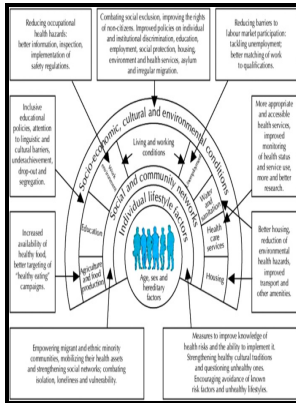 Reducing occupational
health hazards:
better information, inspection,
implementation of
safety regulations.
Combating social exclusion, improving the rights
of non-citizens. Improved policies on individual
and institutional discrimination, education,
employment, social protection, housing,
environment and health services, asylum
and irregular migration.
Reducing barriers to
labour market participation:
tackling unemployment;
better matching of work
to qualifications.
Inclusive
educational
policies, attention
to linguistic and
cultural barriers,
underachievement,
drop-out and
segregation.
Socio-economic, cultural and environmental conditions
Living and working
conditions
Work
environment
Unemployment
Social and community networks
Individual lifestyle factors
Education
Agriculture
and food
production
Water
and
sanitation
Health
care
services
Housing
Age, sex and
hereditary
factors
More appropriate
and accessible
health services,
improved
monitoring
of health status
and service use,
more and better
research.
Increased
availability of
healthy food,
better targeting of
"healthy eating"
campaigns.
Better housing,
reduction of
environmental
health hazards,
improved
transport and
other amenities.
Empowering migrant and ethnic minority
communities, mobilizing their health assets
and strengthening social networks; combating
isolation, loneliness and vulnerability.
Measures to improve knowledge of
health risks and the ability to implement it.
Strengthening healthy cultural traditions
and questioning unhealthy ones.
Encouraging avoidance of known
risk factors and unhealthy lifestyles.